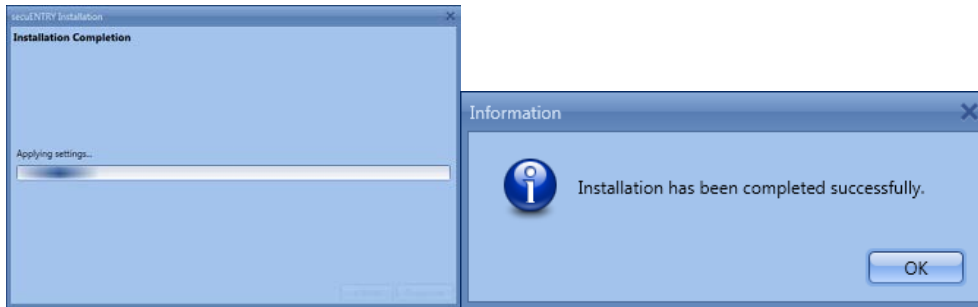 secuENTRY Installation
Installation Completion
Applying settings...
Information
Installation has been completed successfully.
OK